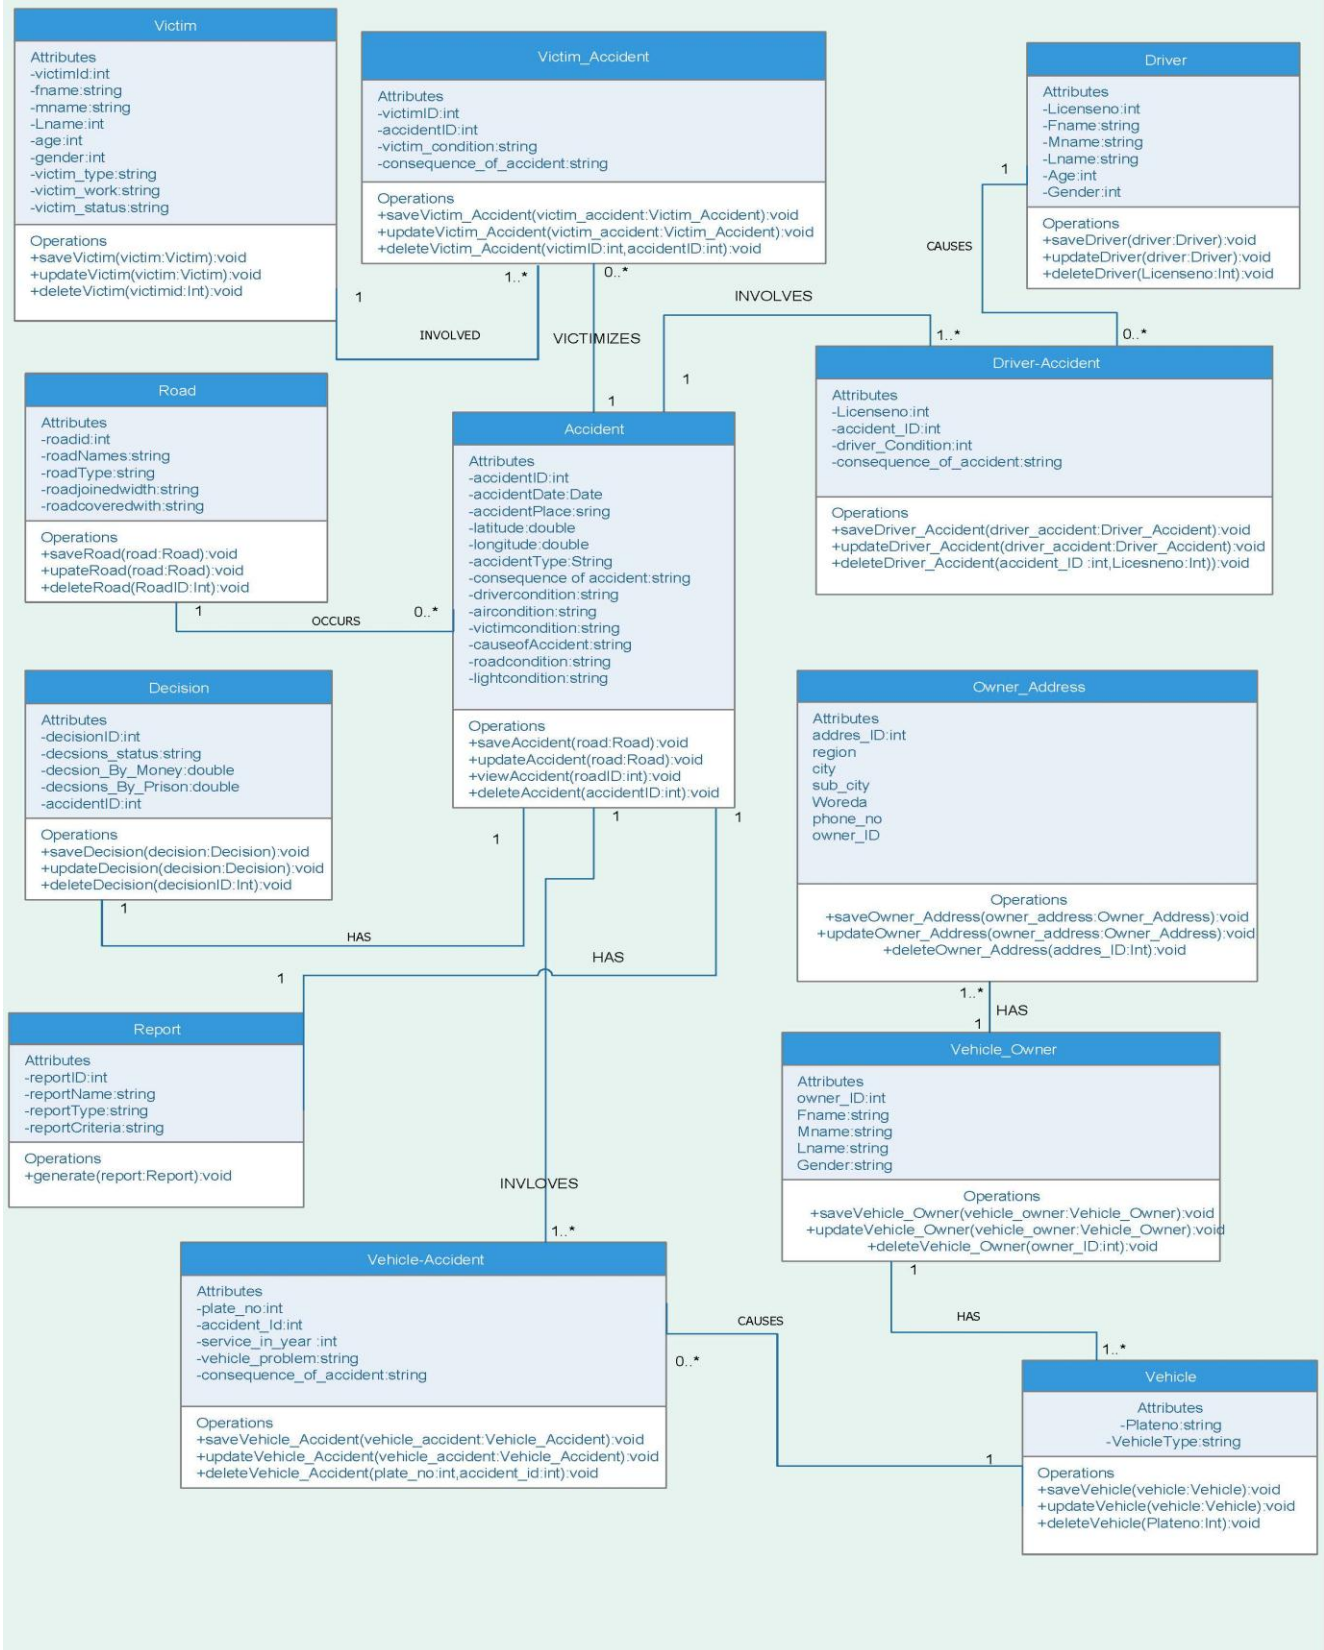 Victim
Attributes
-victimId:int
-fname:string
-mname:string
-Lname:int
-age:int
-gender:int
-victim_type:string
-victim_work:string
-victim_status:string
Operations
+saveVictim(victim:Victim):void
+updateVictim(victim:Victim):void
+deleteVictim(victimid:Int):void
Victim_Accident
Attributes
-victimID:int
-accidentID:int
-victim_condition:string
-consequence_of_accident:string
Operations
+saveVictim_Accident(victim_accident:Victim_Accident):void
+updateVictim_Accident(victim_accident:Victim_Accident):void
+deleteVictim_Accident(victimID:int,accidentID:int):void
Driver
Attributes
-Licenseno:int
-Fname:string
-Mname:string
-Lname:string
-Age:int
-Gender:int
Operations
+saveDriver(driver:Driver):void
+updateDriver(driver:Driver):void
+deleteDriver(Licenseno:Int):void
1
CAUSES
0..*
1
INVOLVED
1..*
0..*
VICTIMIZES
1
INVOLVES
1..*
1
Road
Attributes
-roadid:int
-roadNames:string
-roadType:string
-roadjoinedwidth:string
-roadcoveredwith:string
Operations
+saveRoad(road:Road):void
+upateRoad(road:Road):void
+deleteRoad(RoadID:Int):void
1
OCCURS
0..*
Accident
Attributes
-accidentID:int
-accidentDate:Date
-accidentPlace:sring
-latitude:double
-longitude:double
-accidentType:String
-consequence of accident:string
-drivercondition:string
-aircondition:string
-victimcondition:string
-causeofAccident:string
-roadcondition:string
-lightcondition:string
Operations
+saveAccident(road:Road):void
+updateAccident(road:Road):void
+viewAccident(roadID:int):void
+deleteAccident(accidentID:int):void
Driver-Accident
Attributes
-Licenseno:int
-accident_ID:int
-driver_Condition:int
-consequence_of_accident:string
Operations
+saveDriver_Accident(driver_accident:Driver_Accident):void
+updateDriver_Accident(driver_accident:Driver_Accident):void
+deleteDriver_Accident(accident_ID :int,Licesneno:Int)):void
Decision
Attributes
-decisionID:int
-decsions_status:string
-decsion_By_Money:double
-decsions_By_Prison:double
-accidentID:int
Operations
+saveDecision(decision:Decision):void
+updateDecision(decision:Decision):void
+deleteDecision(decisionID:Int):void
1
HAS
1
1
1
HAS
1
Owner_Address
Attributes
addres_ID:int
region
city
sub_city
Woreda
phone_no
owner_ID
Operations
+saveOwner_Address(owner_address:Owner_Address):void
+updateOwner_Address(owner_address:Owner_Address):void
+deleteOwner_Address(addres_ID:Int):void
1..*
HAS
1
Report
Attributes
-reportID:int
-reportName:string
-reportType:string
-reportCriteria:string
Operations
+generate(report:Report):void
INVLOVES
1..*
Vehicle_Owner
Attributes
owner_ID:int
Fname:string
Mname:string
Lname:string
Gender:string
Operations
+saveVehicle_Owner(vehicle_owner:Vehicle_Owner):void
+updateVehicle_Owner(vehicle_owner:Vehicle_Owner):void
+deleteVehicle_Owner(owner_ID:int):void
1
HAS
1..*
Vehicle-Accident
Attributes
-plate_no:int
-accident_Id:int
-service_in_year :int
-vehicle_problem:string
-consequence_of_accident:string
Operations
+saveVehicle_Accident(vehicle_accident:Vehicle_Accident):void
+updateVehicle_Accident(vehicle_accident:Vehicle_Accident):void
+deleteVehicle_Accident(plate_no:int,accident_id:int):void
CAUSES
0..*
1
Vehicle
Attributes
-Plateno:string
-VehicleType:string
Operations
+saveVehicle(vehicle:Vehicle):void
+updateVehicle(vehicle:Vehicle):void
+deleteVehicle(Plateno:Int):void